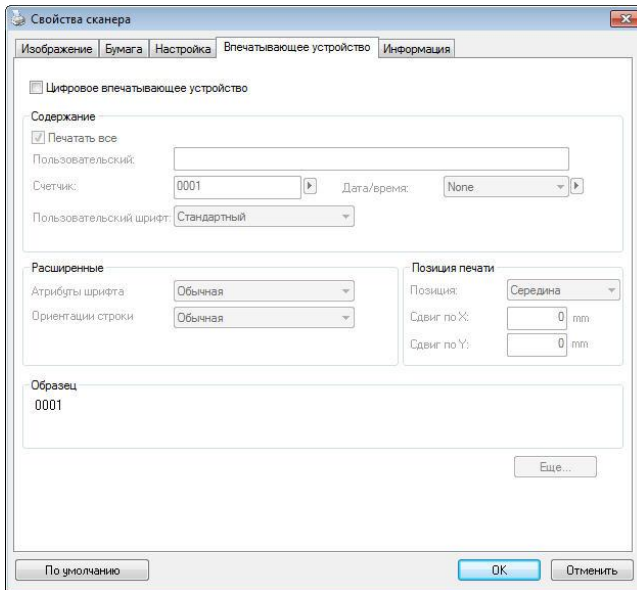 Свойства сканера
Изображение Бумага Настройка Впечатывающее устройство Информация
Цифровое впечатывающее устройство
Содержание
Печатать все
Пользовательский:
Счетчик: 0001 Дата/время: None
Пользовательский шрифт: Стандартный
Расширенные Позиция печати
Атрибуты шрифта Обычная Позиция: Середина
Ориентации строки Обычная Сдвиг по X: 0 mm
Сдвиг по Y: 0 mm
Образец
0001
Еще...
По умолчанию OK Отменить